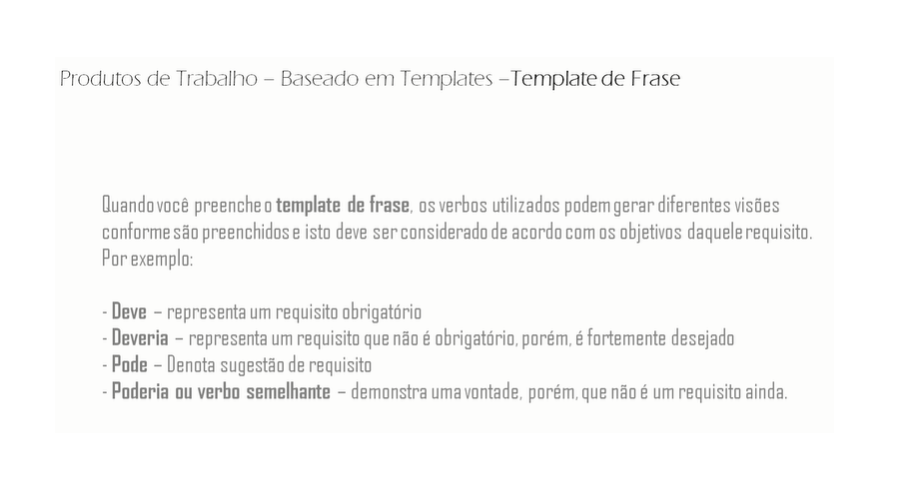 Produtos de Trabalho – Baseado em Templates –Template de Frase
Quando você preenche o template de frase, os verbos utilizados podem gerar diferentes visões
conforme são preenchidos e isto deve ser considerado de acordo com os objetivos daquele requisito.
Por exemplo:
- Deve – representa um requisito obrigatório
- Deveria – representa um requisito que não é obrigatório, porém, é fortemente desejado
- Pode – Denota sugestão de requisito
- Poderia ou verbo semelhante – demonstra uma vontade, porém, que não é um requisito ainda.